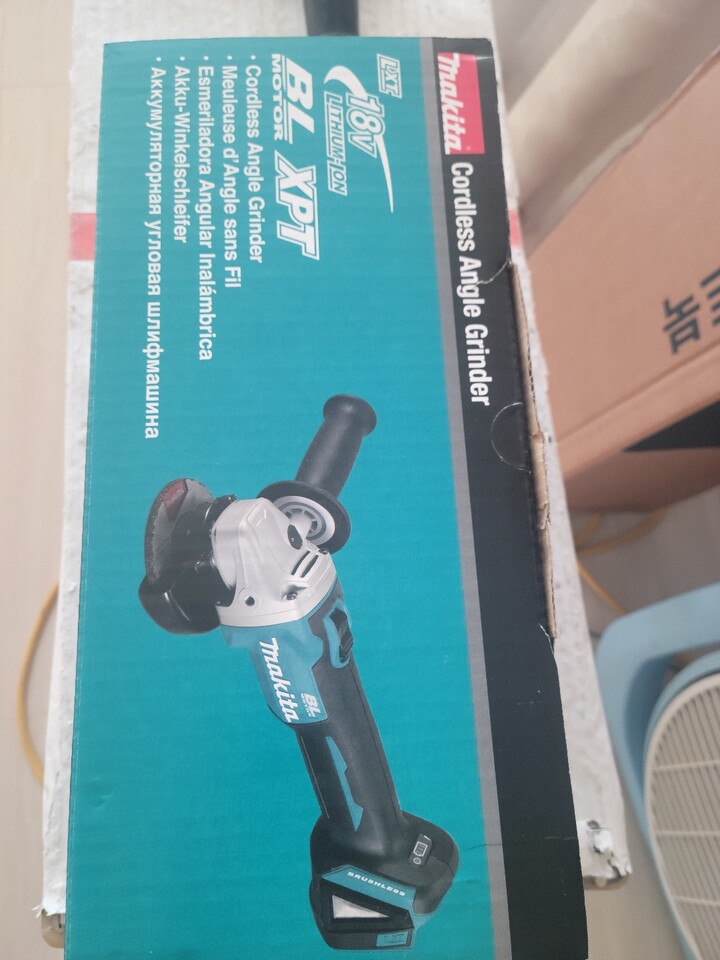 Makita Cordless Angle Grinder
LXT
18V
LITHIUM-ION
BL XPT
MOTOR
• Cordless Angle Grinder
• Meuleuse d'Angle sans Fil
• Esmeriladora Angular Inalámbrica
• Akku-Winkelschleifer
• Аккумуляторная угловая шлифмашина
Makita
BL
BRUSHLESS